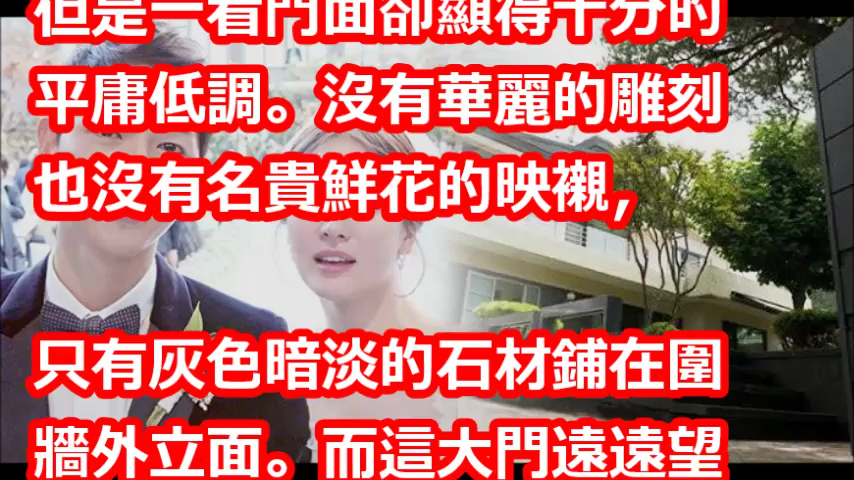 但是一看門面卻顯得十分的
平庸低調。沒有華麗的雕刻
也沒有名貴鮮花的映襯，
只有灰色暗淡的石材鋪在圍
牆外立面。而這大門遠遠望